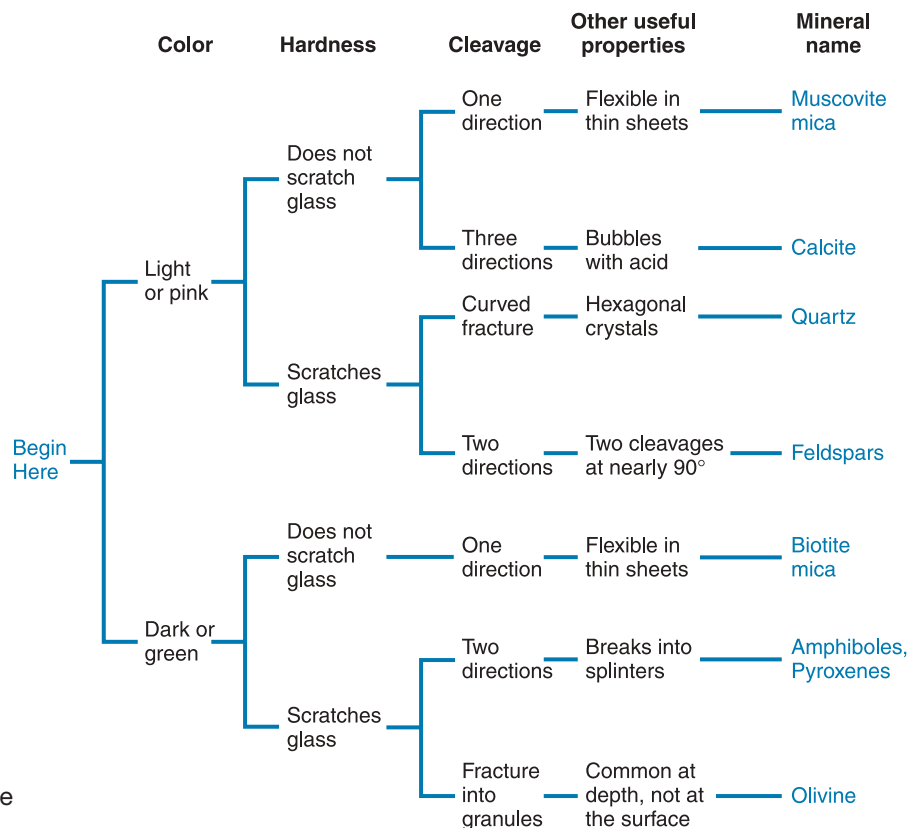 Color
Hardness
Cleavage
Other useful
properties
Mineral
name
Begin
Here
Light
or pink
Does not
scratch
glass
One
direction
Flexible in
thin sheets
Muscovite
mica
Three
directions
Bubbles
with acid
Calcite
Scratches
glass
Curved
fracture
Hexagonal
crystals
Quartz
Two
directions
Two cleavages
at nearly 90°
Feldspars
Dark or
green
Does not
scratch
glass
One
direction
Flexible in
thin sheets
Biotite
mica
Scratches
glass
Two
directions
Breaks into
splinters
Amphiboles,
Pyroxenes
Fracture
into
granules
Common at
depth, not at
the surface
Olivine
e